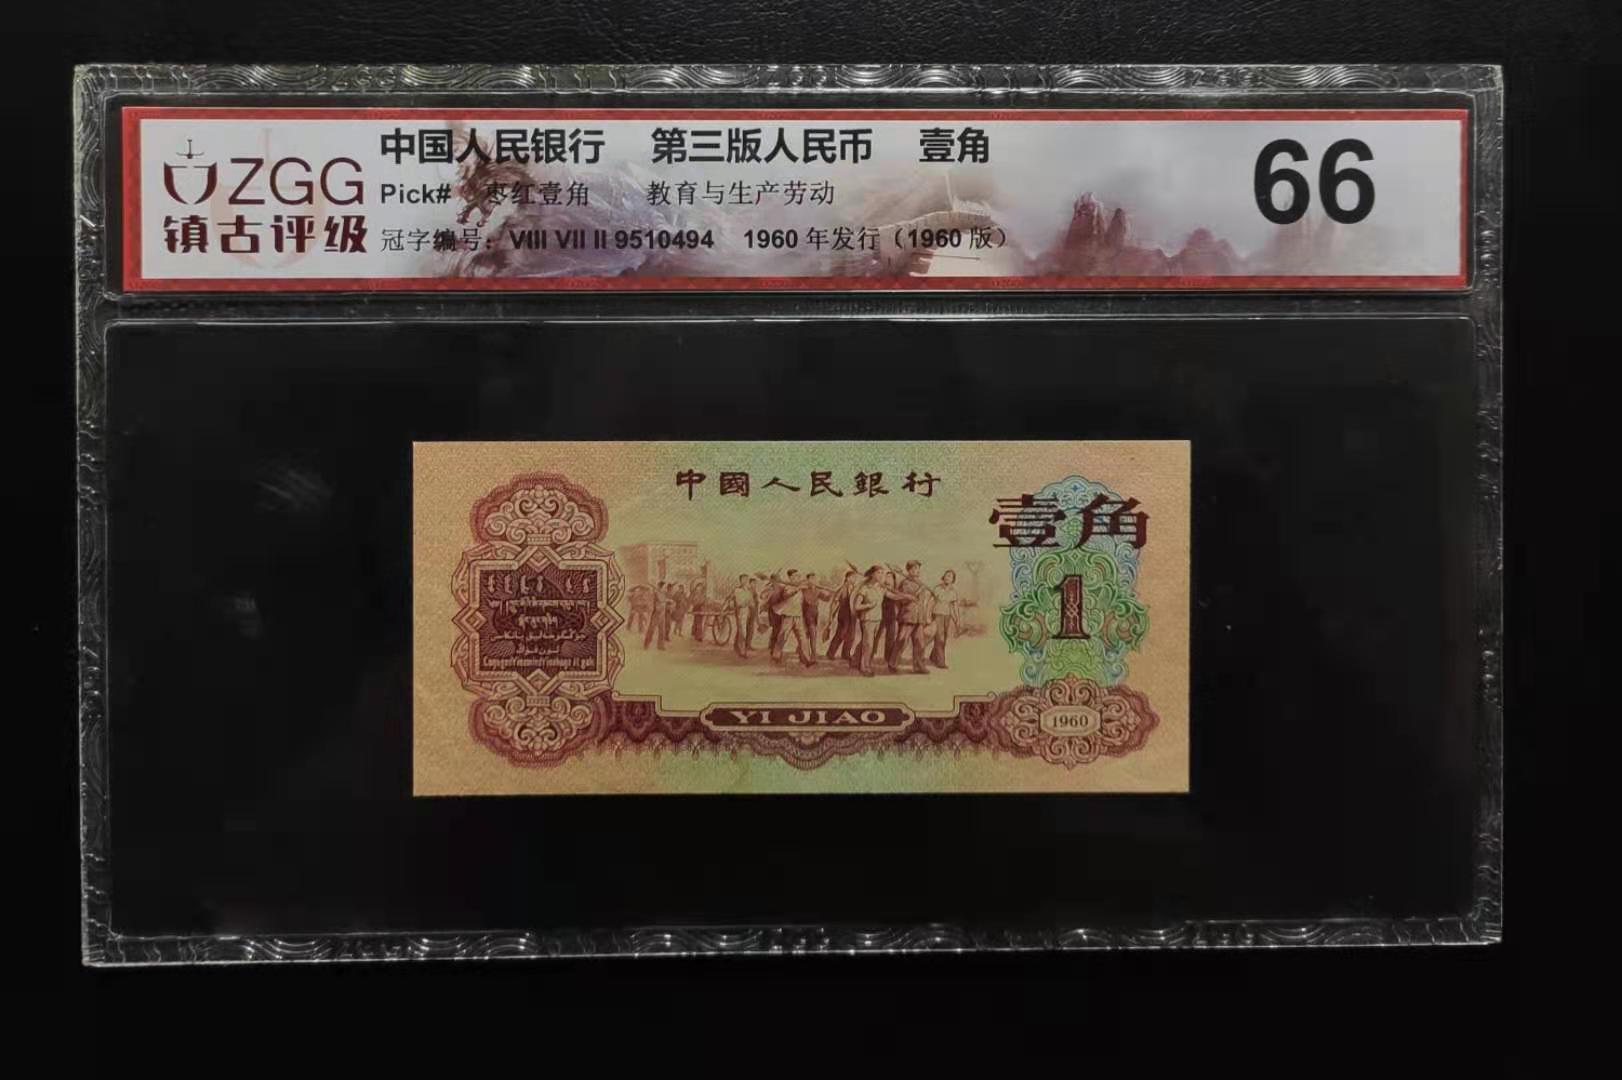 ZGG
镇古评级
中国人民银行 第三版人民币 壹角
Pick# 枣红壹角 教育与生产劳动
冠字编号：VIII VII II 9510494 1960 年发行（1960 版）
66
中國人民銀行
壹角
1
YI JIAO
1960